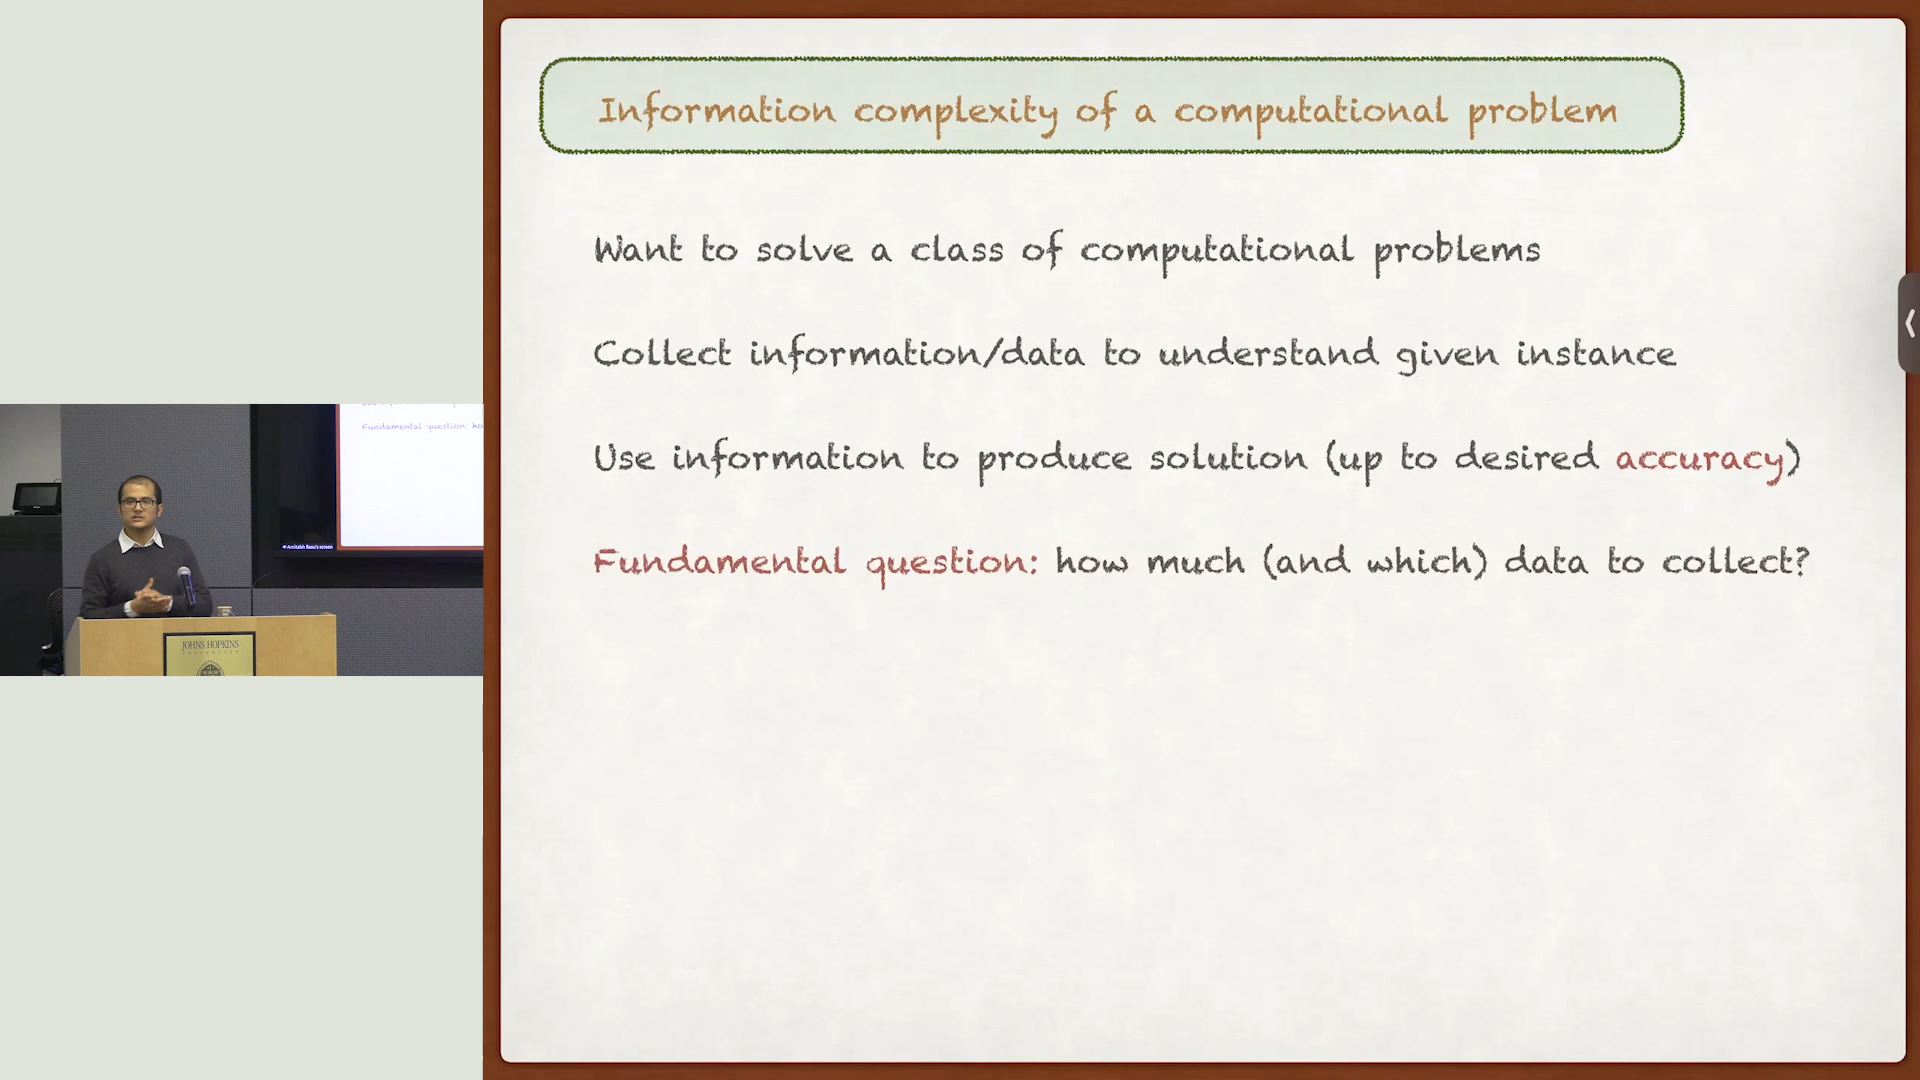 Information complexity of a computational problem
Want to solve a class of computational problems
Collect information/data to understand given instance
Use information to produce solution (up to desired accuracy)
Fundamental question: how much (and which) data to collect?
Fundamental question: ho
Amitabh Basu's screen
JOHNS HOPKINS
UNIVERSITY